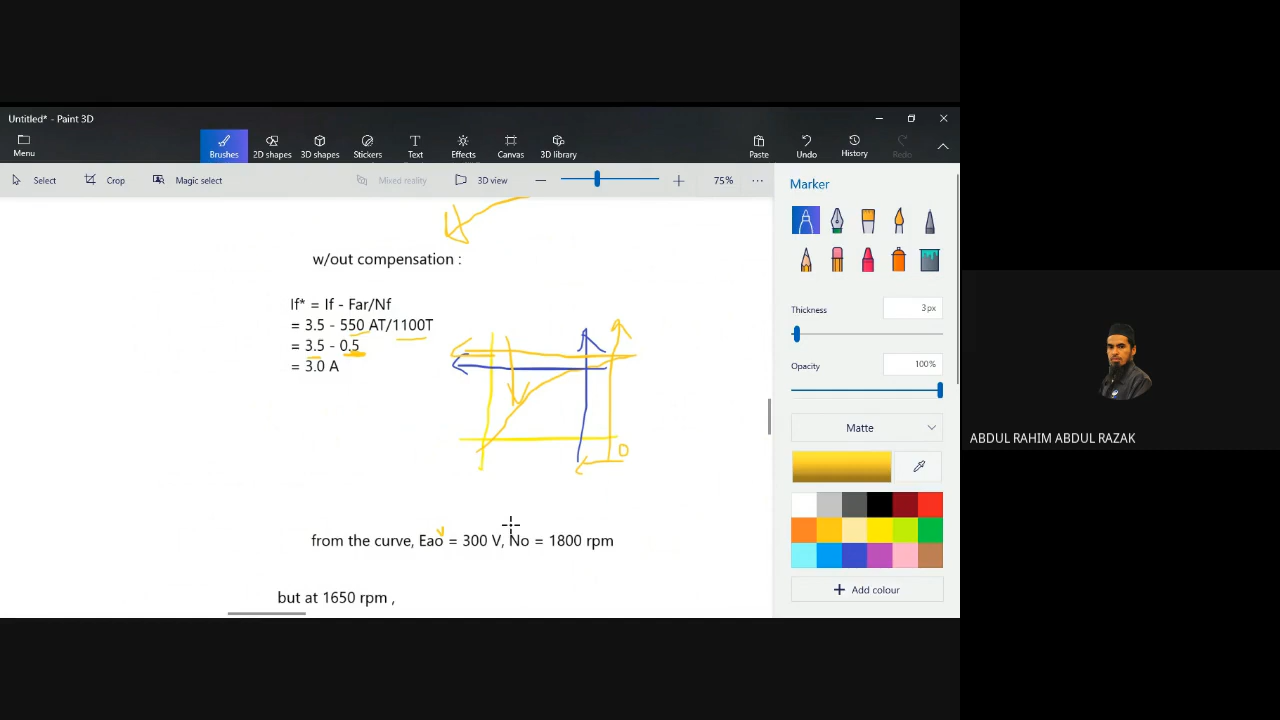 Untitled* - Paint 3D
Menu
Brushes
2D shapes
3D shapes
Stickers
Text
Effects
Canvas
3D library
Paste
Undo
History
Redo
Select
Crop
Magic select
Mixed reality
3D view
75%
Marker
w/out compensation :
If* = If - Far/Nf
= 3.5 - 550 AT/1100T
= 3.5 - 0.5
= 3.0 A
0
from the curve, Eao = 300 V, No = 1800 rpm
but at 1650 rpm ,
Thickness
3px
Opacity
100%
Matte
Add colour
ABDUL RAHIM ABDUL RAZAK